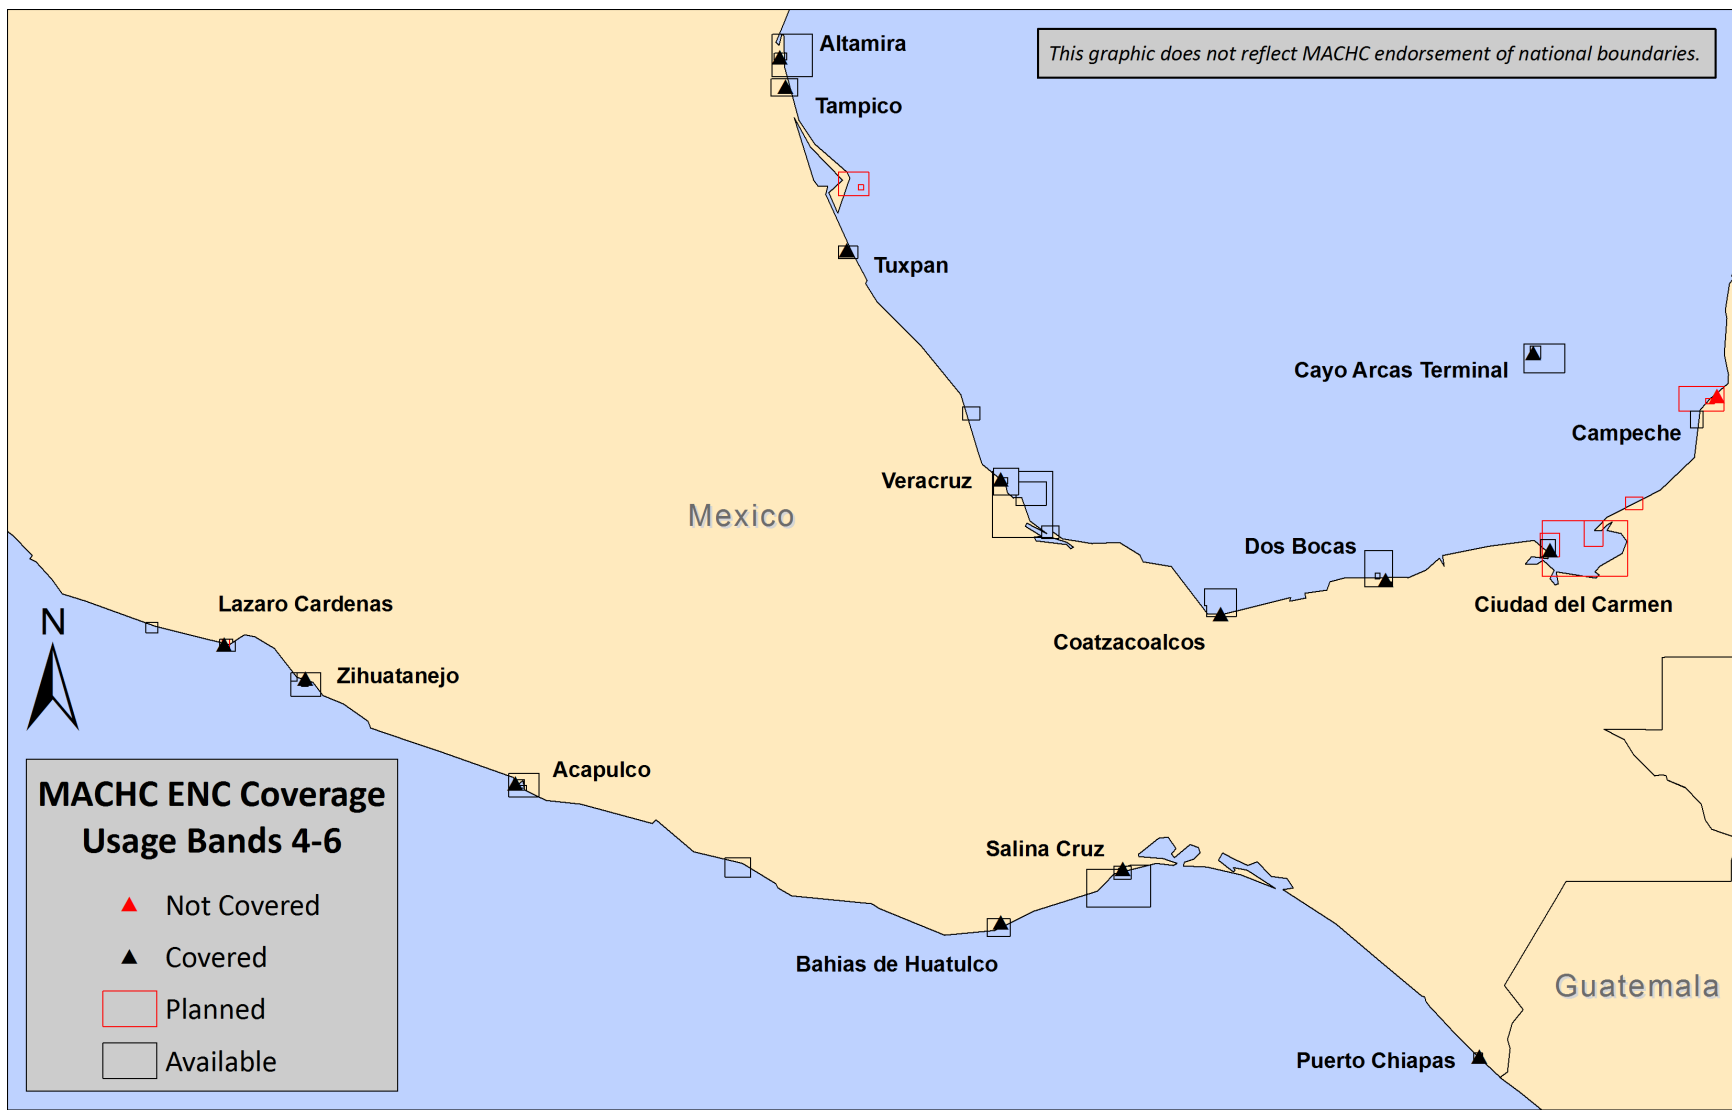 Altamira
This graphic does not reflect MACHC endorsement of national boundaries.
Tampico
Tuxpan
Cayo Arcas Terminal
Campeche
Veracruz
Mexico
Dos Bocas
Ciudad del Carmen
Lazaro Cardenas
N
Coatzacoalcos
Zihuatanejo
Acapulco
MACHC ENC Coverage
Usage Bands 4-6
Salina Cruz
Not Covered
Covered
Bahias de Huatulco
Guatemala
Planned
Available
Puerto Chiapas